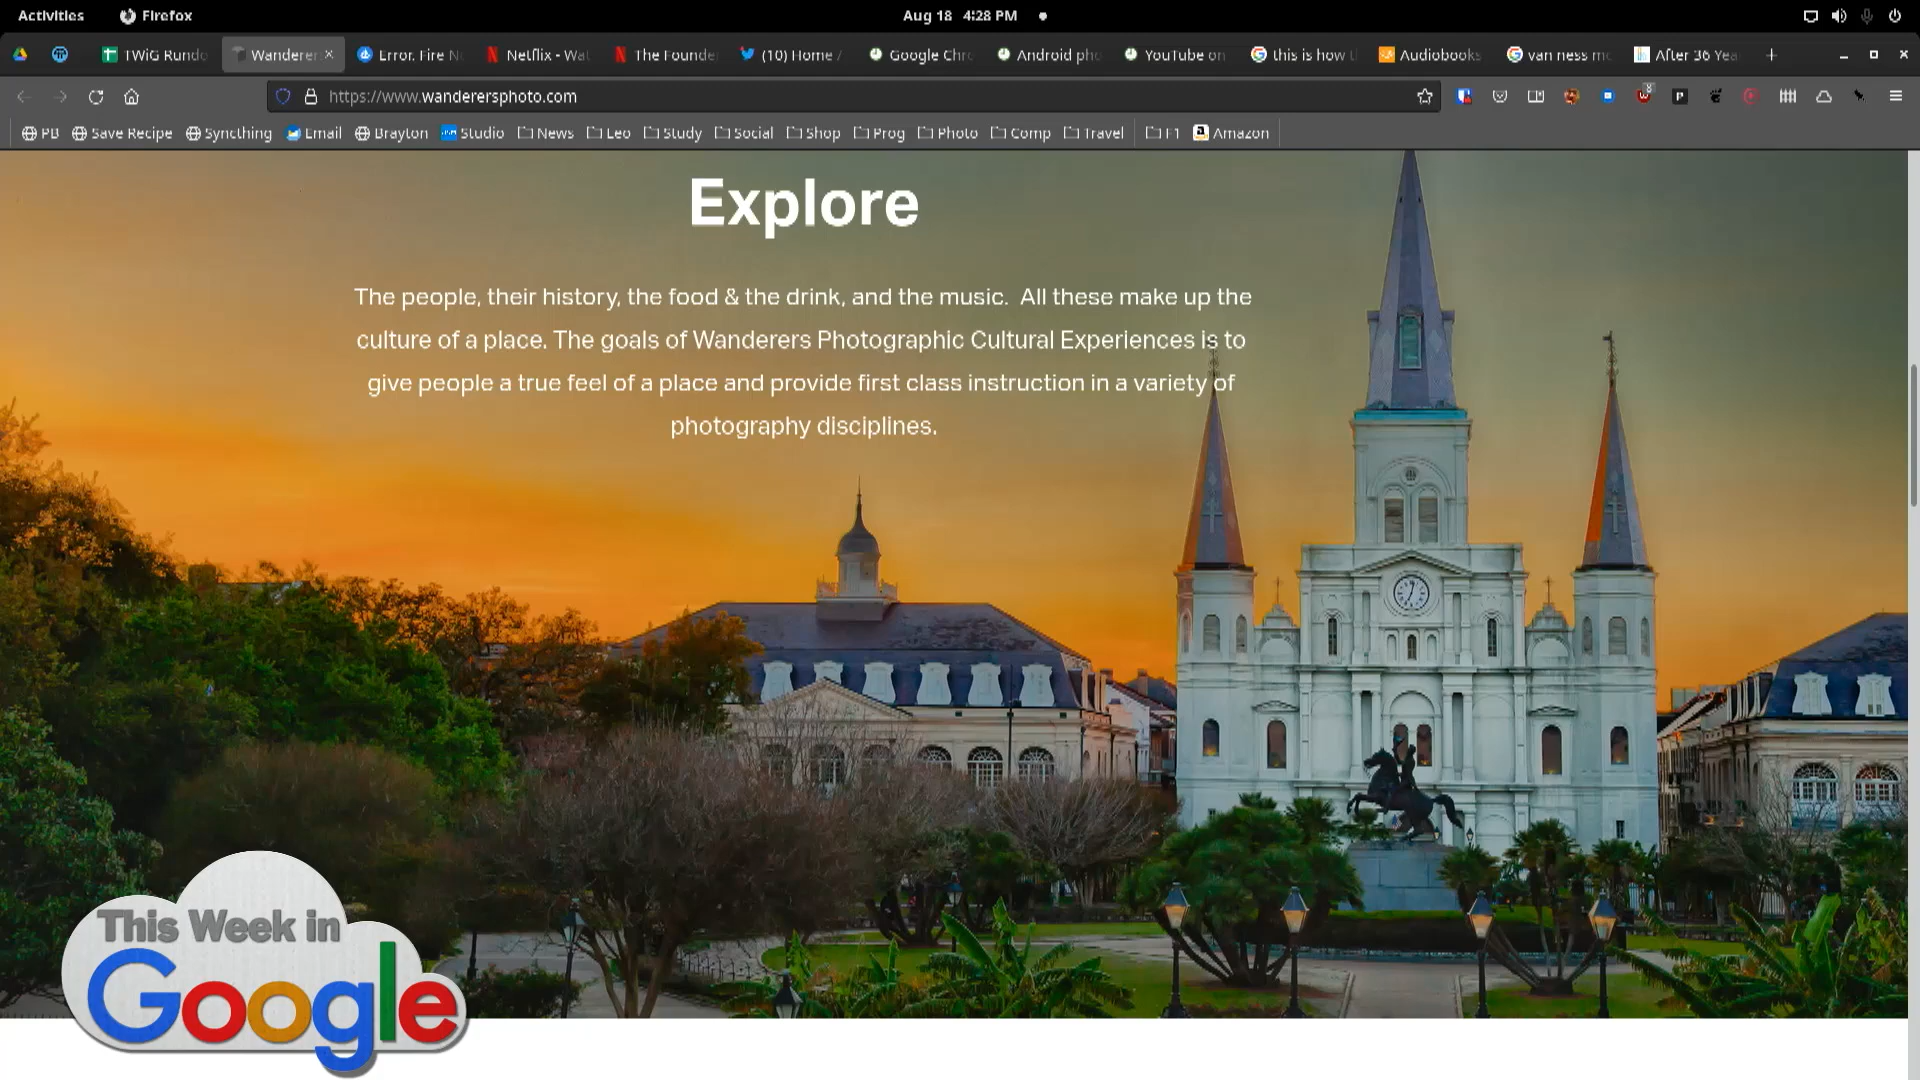 Activities Firefox Aug 18 4:28 PM
TWiG Rundo Wanderer Error. Fire N Netflix - Wat The Founde (10) Home / Google Chr Android pho YouTube on this is how t Audiobooks van ness mo After 36 Yea
https://www.wanderersphoto.com
PB Save Recipe Syncthing Email Brayton Studio News Leo Study Social Shop Prog Photo Comp Travel F1 Amazon
Explore
The people, their history, the food & the drink, and the music. All these make up the
culture of a place. The goals of Wanderers Photographic Cultural Experiences is to
give people a true feel of a place and provide first class instruction in a variety of
photography disciplines.
This Week in
Google